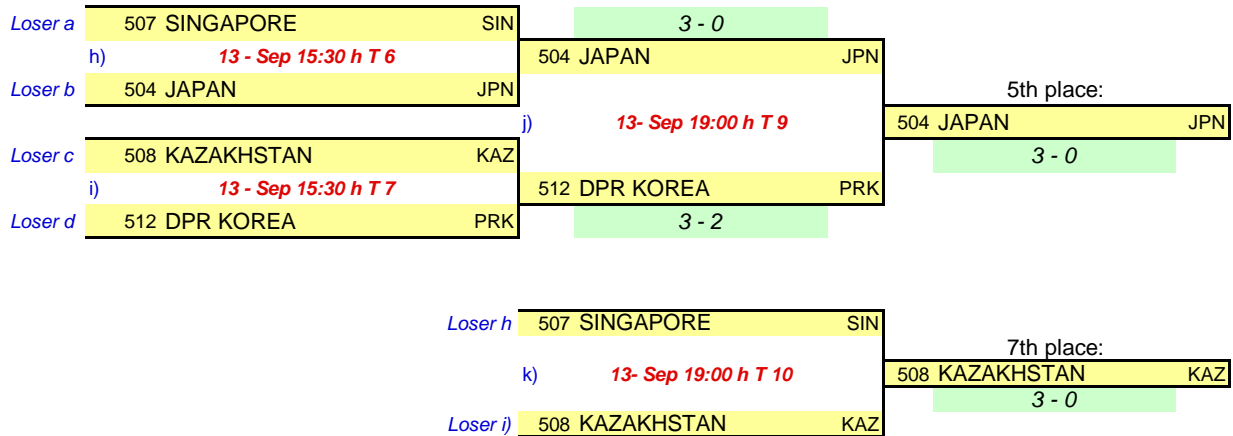 Loser a 507 SINGAPORE SIN 3 - 0
h) 13 - Sep 15:30 h T 6 504 JAPAN JPN
Loser b 504 JAPAN JPN 5th place:
j) 13- Sep 19:00 h T 9 504 JAPAN JPN
Loser c 508 KAZAKHSTAN KAZ 3 - 0
i) 13 - Sep 15:30 h T 7 512 DPR KOREA PRK
Loser d 512 DPR KOREA PRK 3 - 2
Loser h 507 SINGAPORE SIN
7th place:
k) 13- Sep 19:00 h T 10 508 KAZAKHSTAN KAZ
3 - 0
Loser i) 508 KAZAKHSTAN KAZ